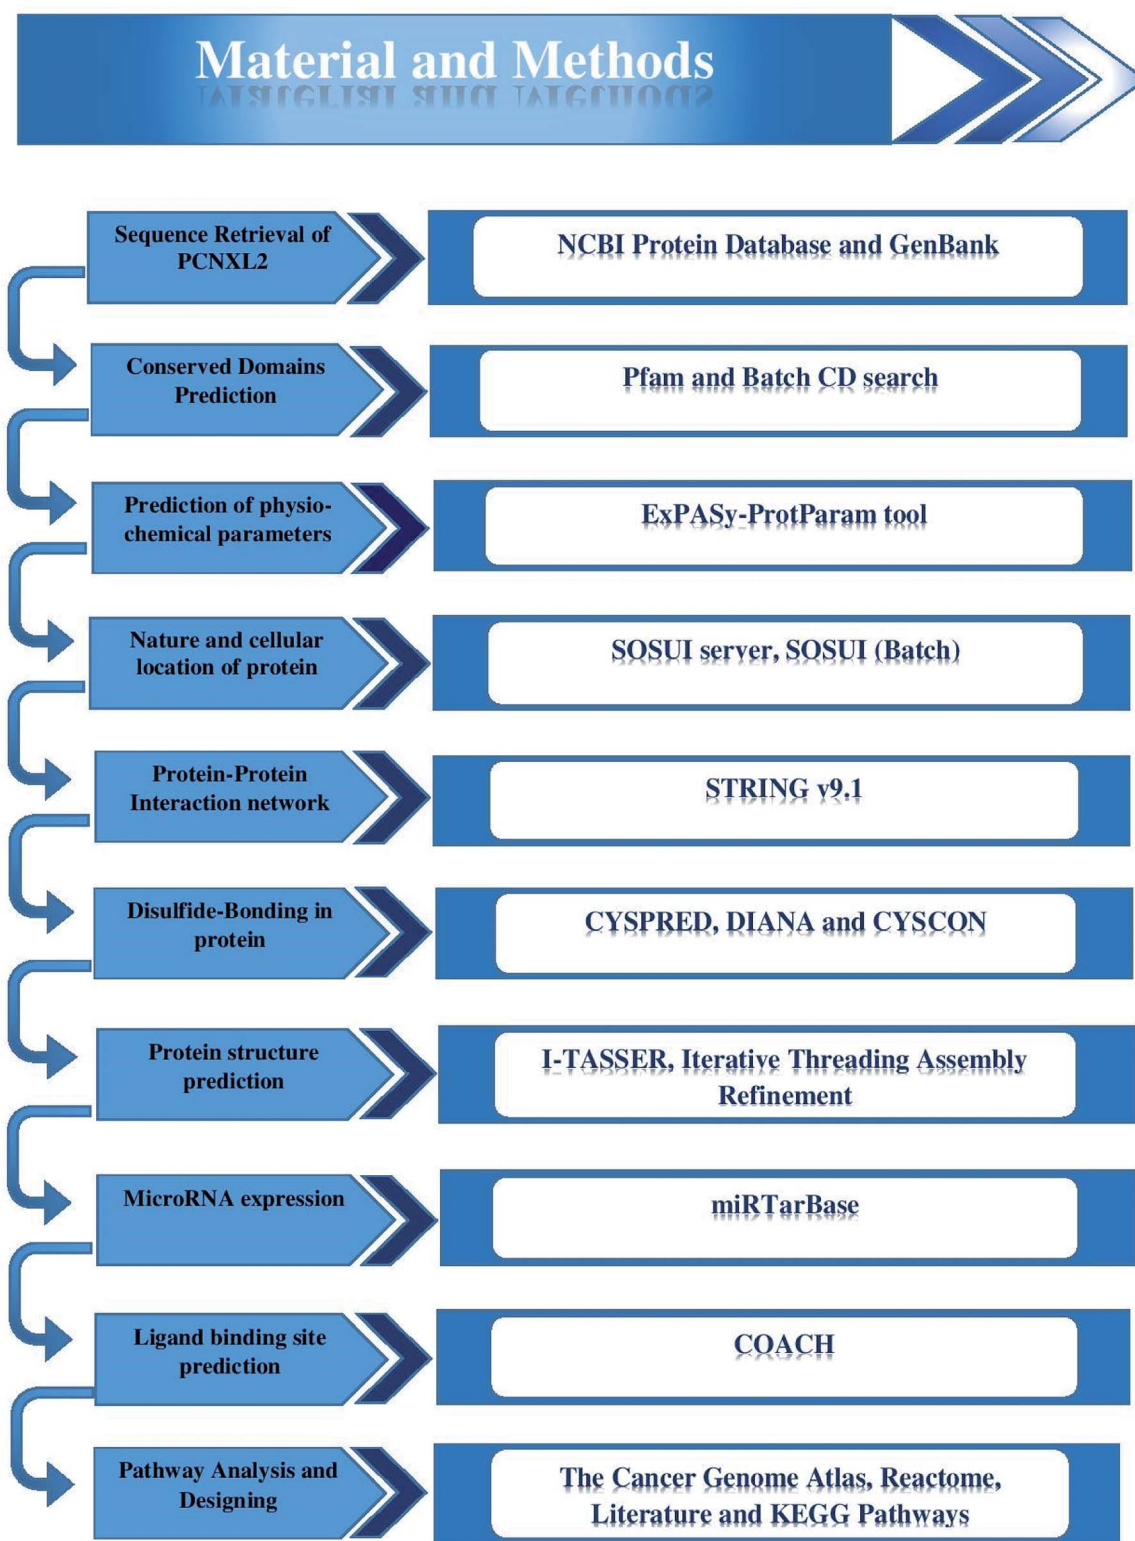 Material and Methods
Sequence Retrieval of
PCNXL2
NCBI Protein Database and GenBank
Conserved Domains
Prediction
Pfam and Batch CD search
Prediction of physio-
chemical parameters
ExPASy-ProtParam tool
Nature and cellular
location of protein
SOSUI server, SOSUI (Batch)
Protein-Protein
Interaction network
STRING v9.1
Disulfide-Bonding in
protein
CYSPRED, DIANA and CYSCON
Protein structure
prediction
I-TASSER, Iterative Threading Assembly
Refinement
MicroRNA expression
miRTarBase
Ligand binding site
prediction
COACH
Pathway Analysis and
Designing
The Cancer Genome Atlas, Reactome,
Literature and KEGG Pathways